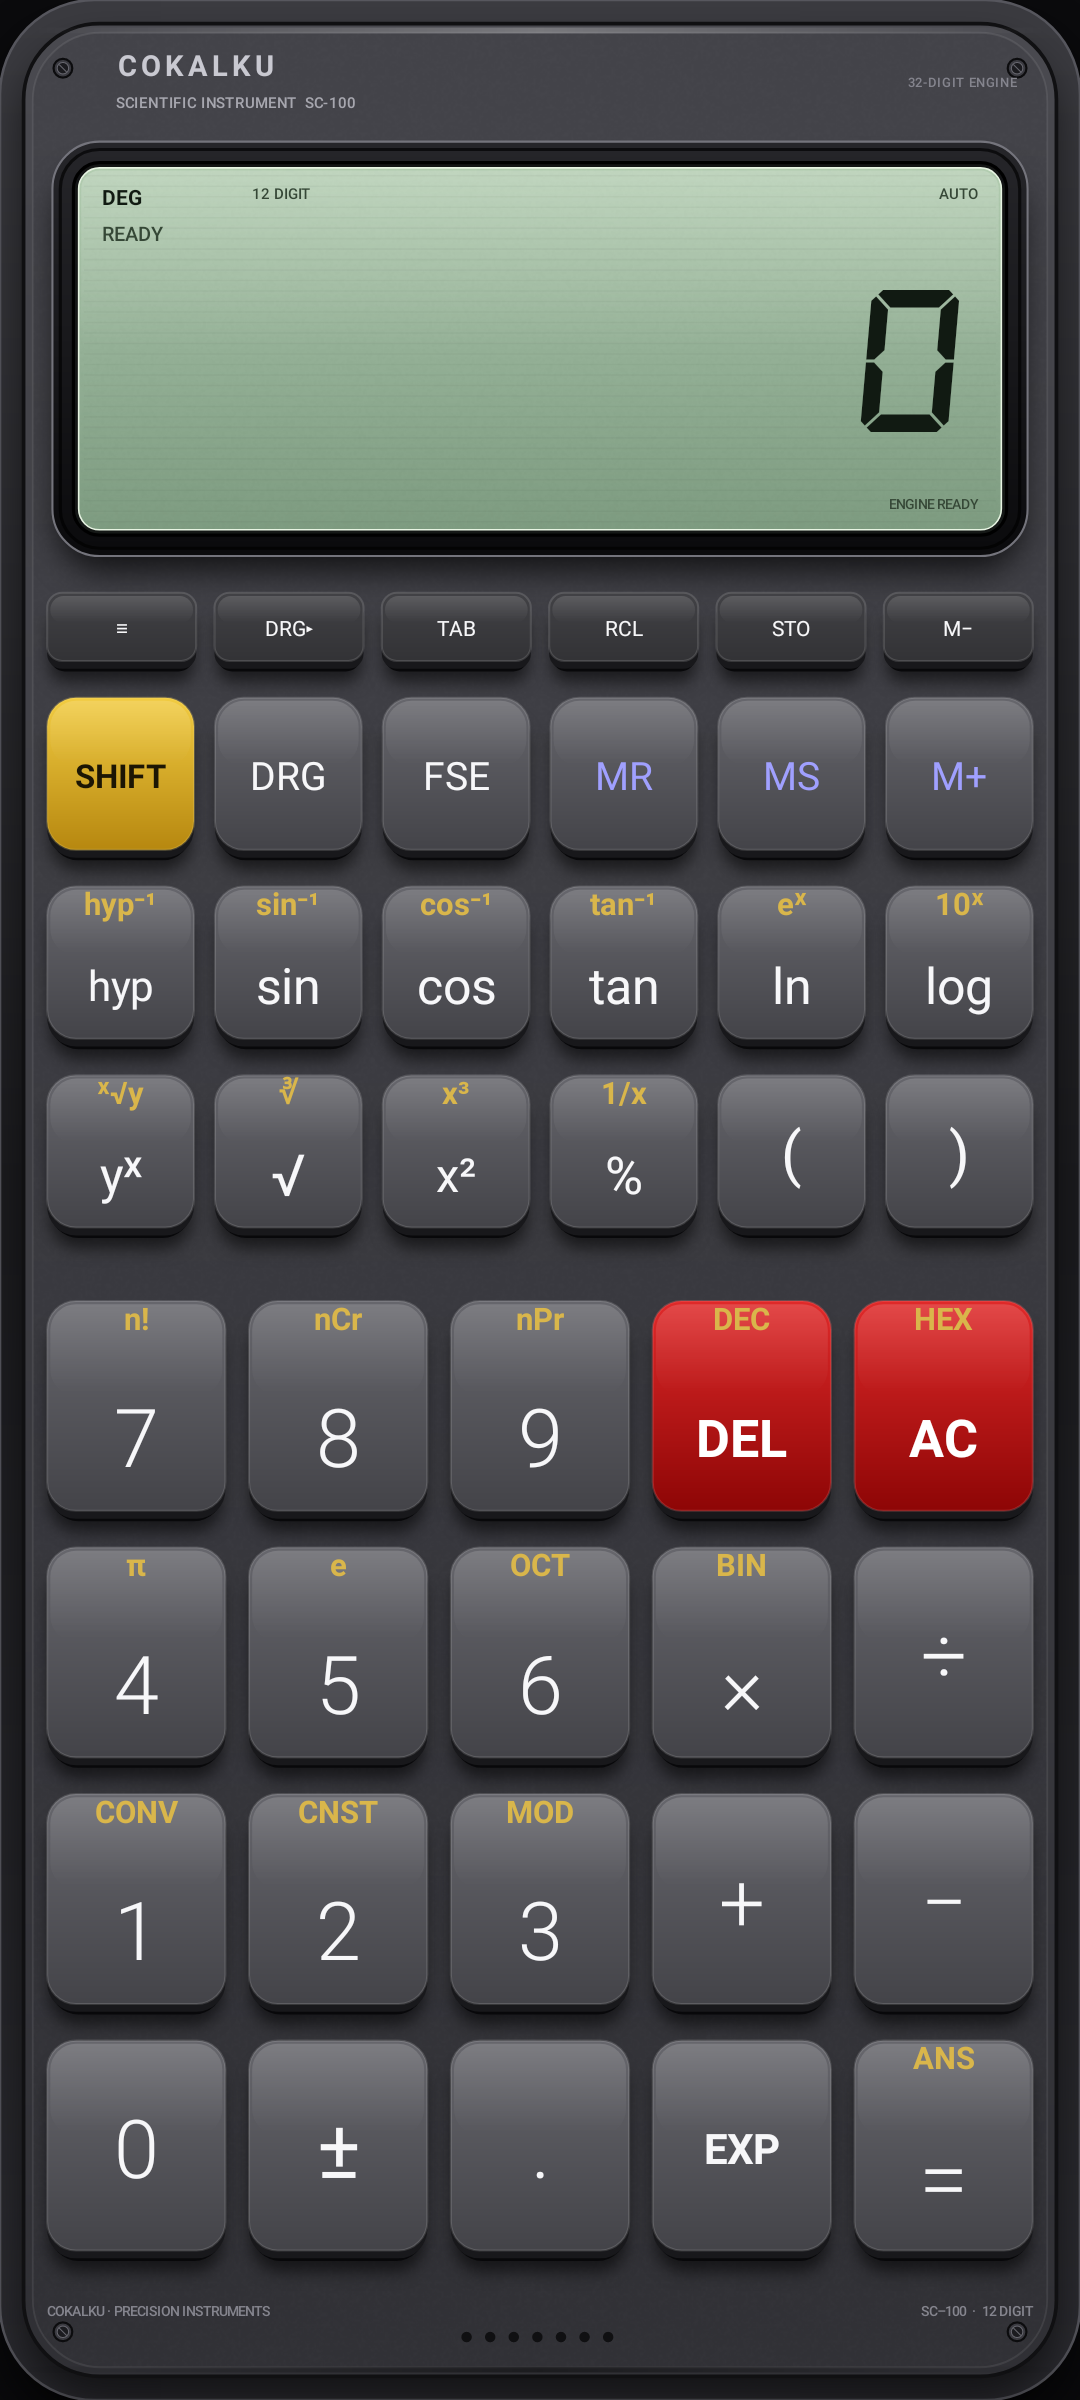 COKALKU
SCIENTIFIC INSTRUMENT SC-100
32-DIGIT ENGINE
DEG 12 DIGIT AUTO
READY
0
ENGINE READY
≡ DRG▸ TAB RCL STO M−
SHIFT DRG FSE MR MS M+
hyp⁻¹ sin⁻¹ cos⁻¹ tan⁻¹ eˣ 10ˣ
hyp sin cos tan ln log
ˣ√y ∛ x³ 1/x
yˣ √ x² % ( )
n! nCr nPr DEC HEX
7 8 9 DEL AC
π e OCT BIN
4 5 6 × ÷
CONV CNST MOD
1 2 3 + −
ANS
0 ± . EXP =
COKALKU · PRECISION INSTRUMENTS
SC−100 · 12 DIGIT